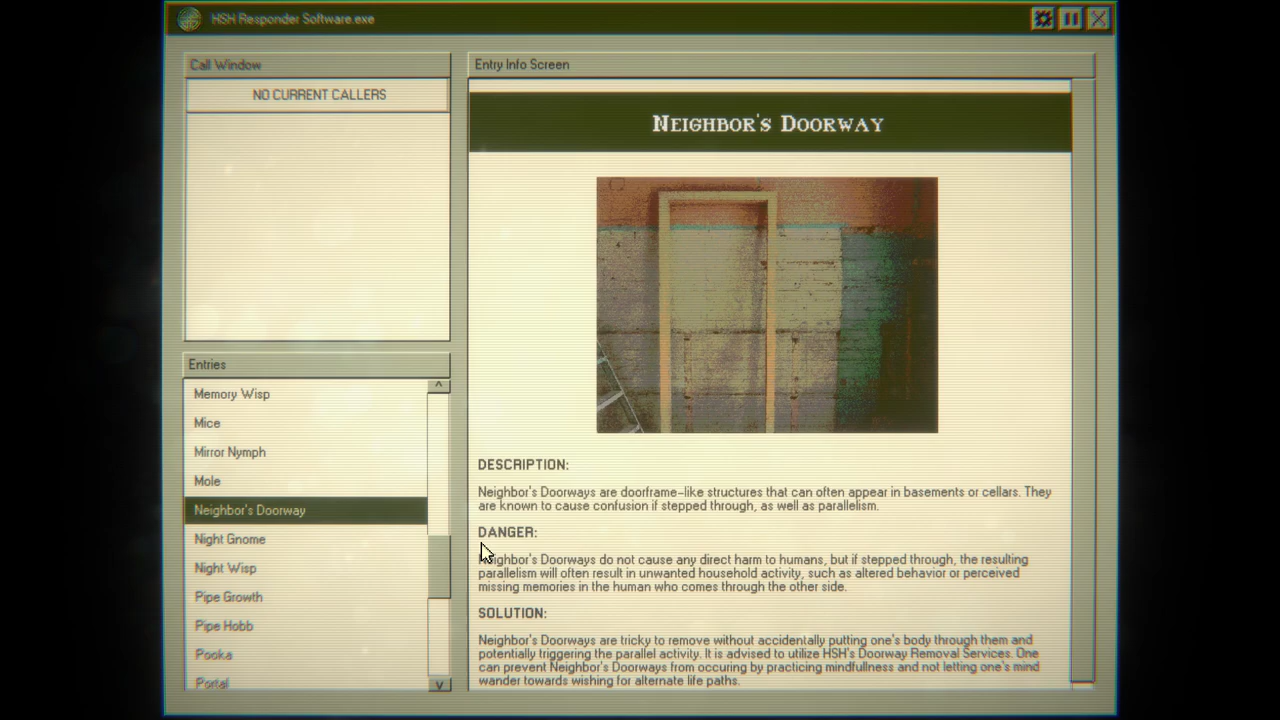 HSH Responder Software.exe
Call Window
NO CURRENT CALLERS
Entries
Memory Wisp
Mice
Mirror Nymph
Mole
Neighbor's Doorway
Night Gnome
Night Wisp
Pipe Growth
Pipe Hobb
Pooka
Portal
Entry Info Screen
Neighbor's Doorway
DESCRIPTION:
Neighbor's Doorways are doorframe-like structures that can often appear in basements or cellars. They
are known to cause confusion if stepped through, as well as parallelism.
DANGER:
Neighbor's Doorways do not cause any direct harm to humans, but if stepped through, the resulting
parallelism will often result in unwanted household activity, such as altered behavior or perceived
missing memories in the human who comes through the other side.
SOLUTION:
Neighbor's Doorways are tricky to remove without accidentally putting one's body through them and
potentially triggering the parallel activity. It is advised to utilize HSH's Doorway Removal Services. One
can prevent Neighbor's Doorways from occuring by practicing mindfullness and not letting one's mind
wander towards wishing for alternate life paths.